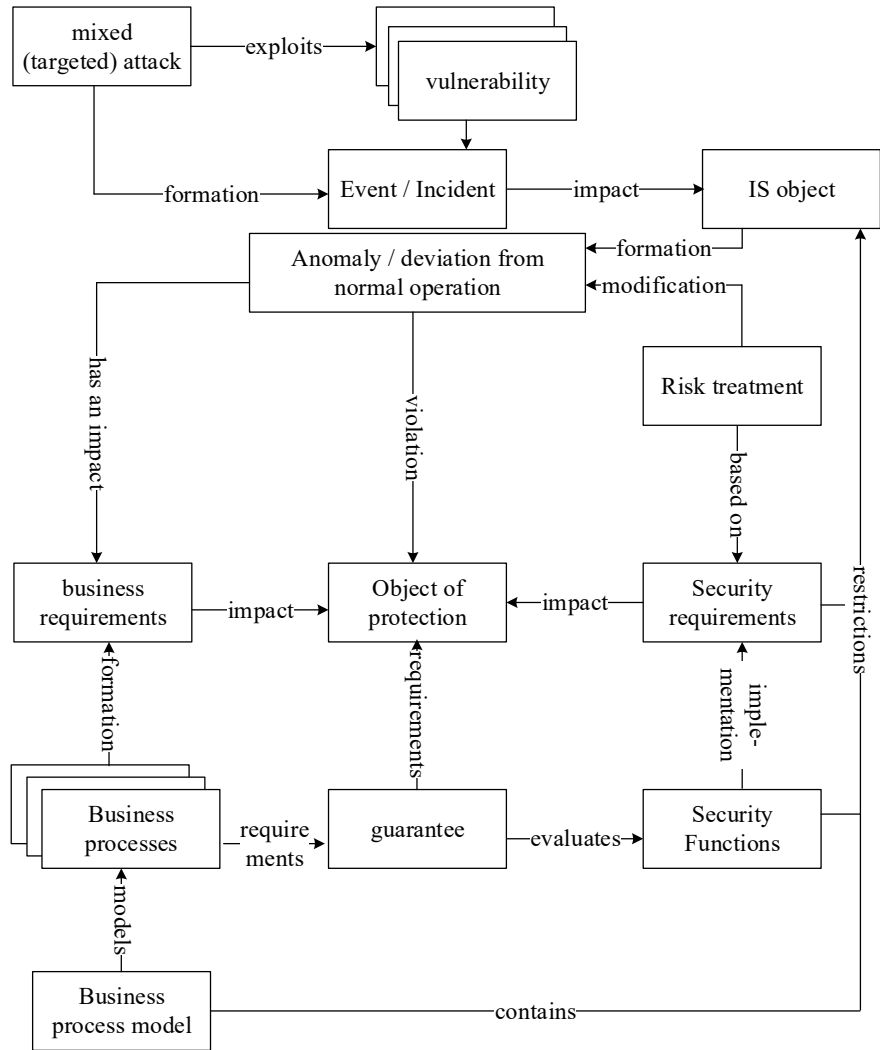 mixed
(targeted) attack
exploits
vulnerability
formation
Event / Incident
impact
IS object
Anomaly / deviation from
normal operation
formation
modification
has an impact
violation
Risk treatment
based on
business
requirements
impact
Object of
protection
impact
Security
requirements
restrictions
formation
requirements
imple-
mentation
Business
processes
require
ments
guarantee
evaluates
Security
Functions
models
Business
process model
contains